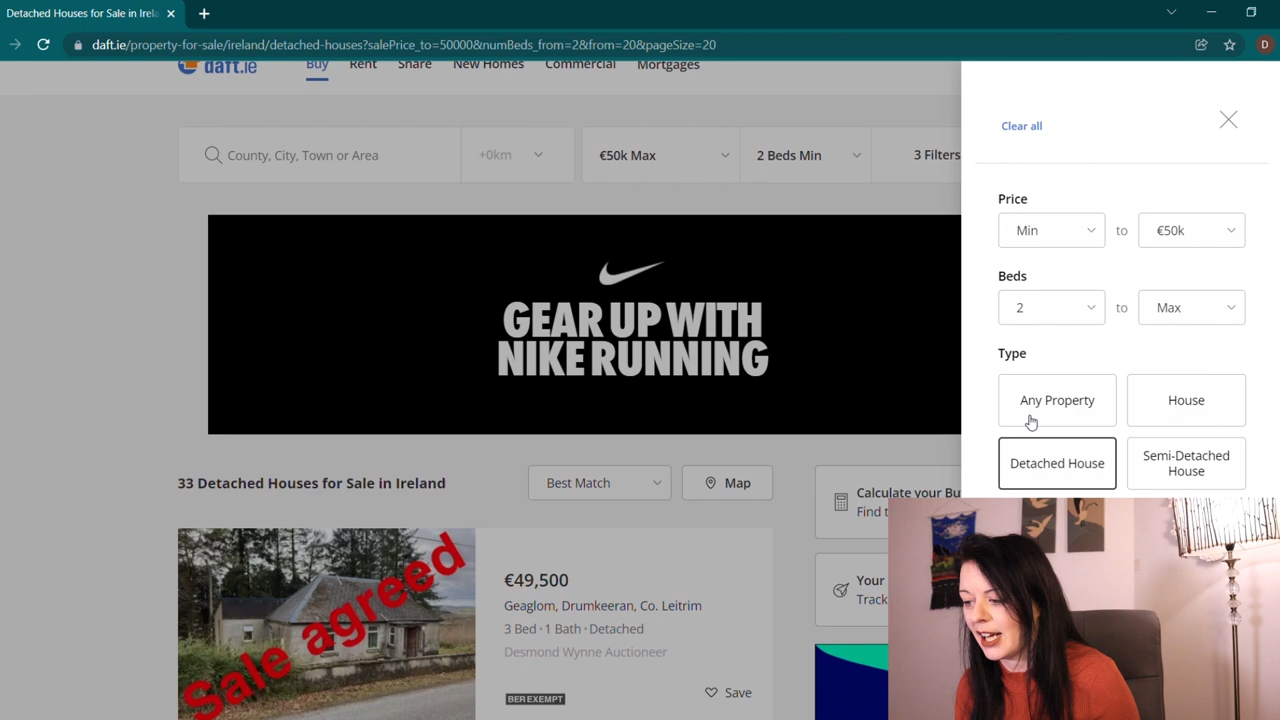 Detached Houses for Sale in Irela
daft.ie/property-for-sale/ireland/detached-houses?salePrice_to=50000&numBeds_from=2&from=20&pageSize=20
D
daft.ie
Buy
Rent
Share
New Homes
Commercial
Mortgages
County, City, Town or Area
+0km
€50k Max
2 Beds Min
3 Filters
GEAR UP WITH
NIKE RUNNING
33 Detached Houses for Sale in Ireland
Best Match
Map
Sale agreed
€49,500
Geaglom, Drumkeeran, Co. Leitrim
3 Bed · 1 Bath · Detached
Desmond Wynne Auctioneer
BER EXEMPT
Save
Calculate your Bu
Find t
Your
Track
Clear all
Price
Min
to
€50k
Beds
2
to
Max
Type
Any Property
House
Detached House
Semi-Detached
House